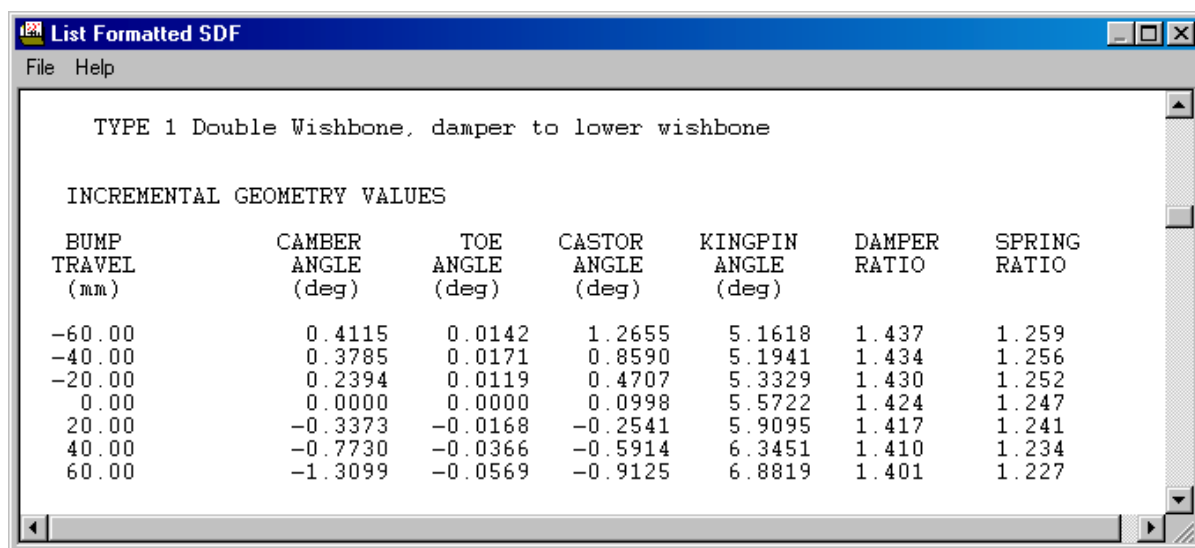 List Formatted SDF
File Help
TYPE 1 Double Wishbone, damper to lower wishbone
INCREMENTAL GEOMETRY VALUES
BUMP CAMBER TOE CASTOR KINGPIN DAMPER SPRING
TRAVEL ANGLE ANGLE ANGLE ANGLE RATIO RATIO
(mm) (deg) (deg) (deg) (deg)
-60.00 0.4115 0.0142 1.2655 5.1618 1.437 1.259
-40.00 0.3785 0.0171 0.8590 5.1941 1.434 1.256
-20.00 0.2394 0.0119 0.4707 5.3329 1.430 1.252
0.00 0.0000 0.0000 0.0998 5.5722 1.424 1.247
20.00 -0.3373 -0.0168 -0.2541 5.9095 1.417 1.241
40.00 -0.7730 -0.0366 -0.5914 6.3451 1.410 1.234
60.00 -1.3099 -0.0569 -0.9125 6.8819 1.401 1.227